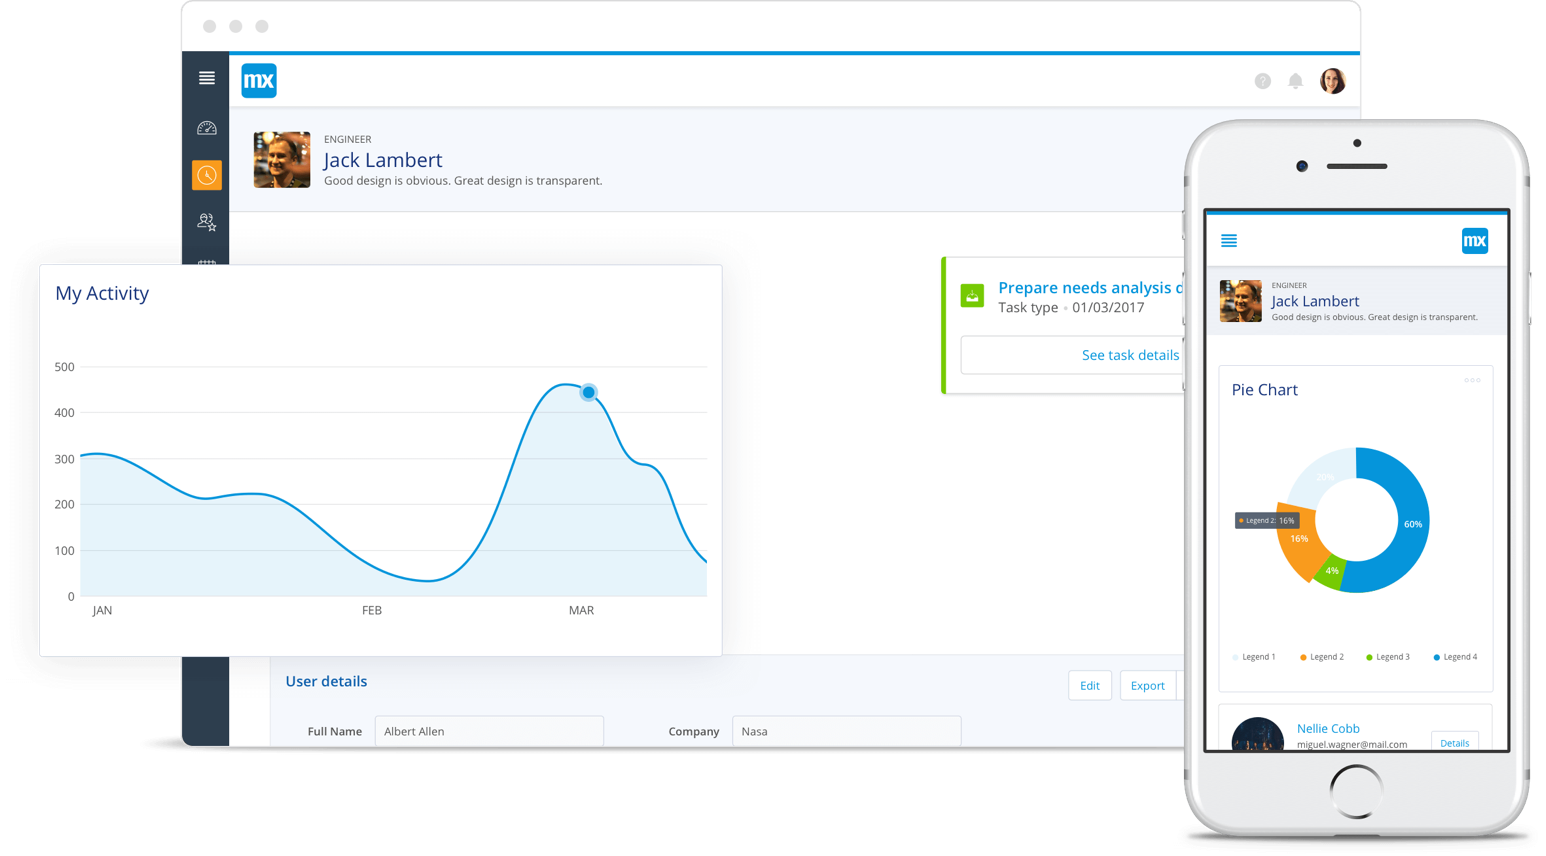 mx
ENGINEER
Jack Lambert
Good design is obvious. Great design is transparent.
My Activity
500
400
300
200
100
0
JAN FEB MAR
Prepare needs analysis d
Task type • 01/03/2017
See task details
User details
Edit Export
Full Name Albert Allen Company Nasa
mx
ENGINEER
Jack Lambert
Good design is obvious. Great design is transparent.
Pie Chart
20%
60%
Legend 2: 16%
16%
4%
Legend 1 Legend 2 Legend 3 Legend 4
Nellie Cobb
miguel.wagner@mail.com
Details